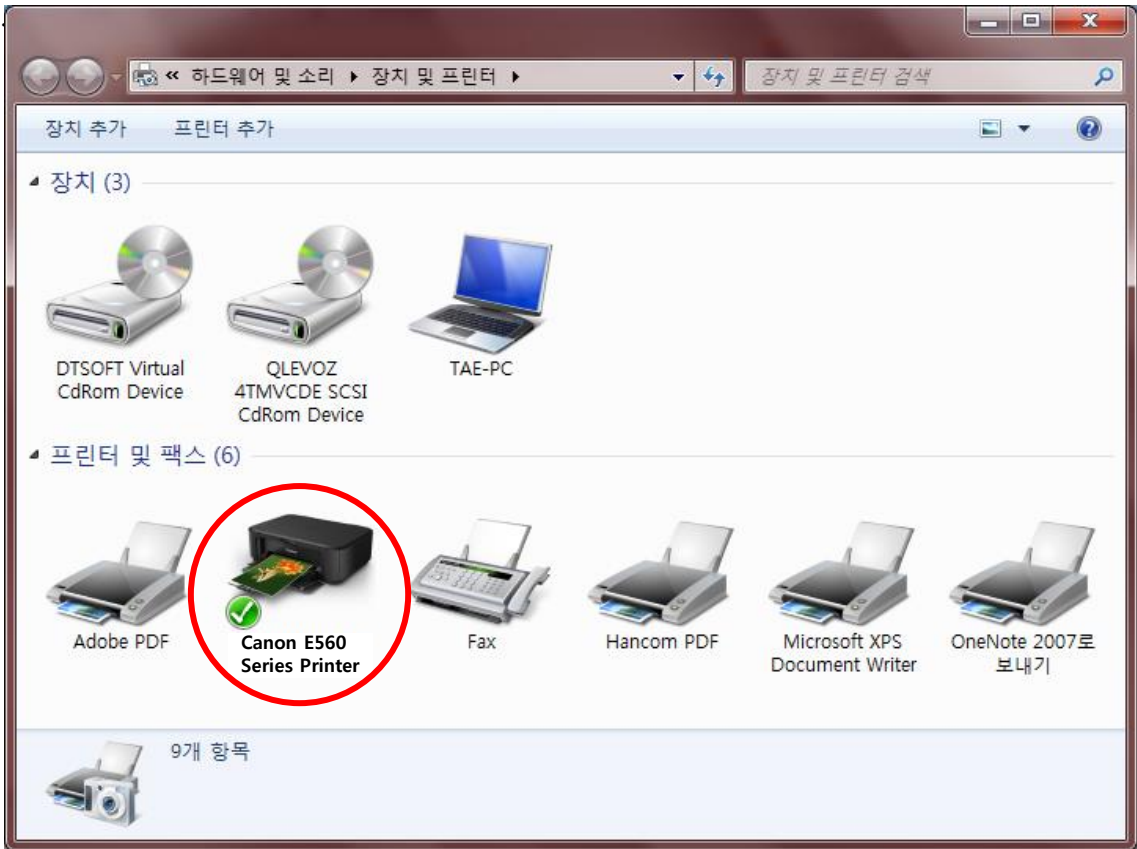 « 하드웨어 및 소리 ▸ 장치 및 프린터 ▸
장치 및 프린터 검색
장치 추가 프린터 추가
장치 (3)
DTSOFT Virtual
CdRom Device
QLEVOZ
4TMVCDE SCSI
CdRom Device
TAE-PC
프린터 및 팩스 (6)
Adobe PDF
Canon E560
Series Printer
Fax
Hancom PDF
Microsoft XPS
Document Writer
OneNote 2007로
보내기
9개 항목